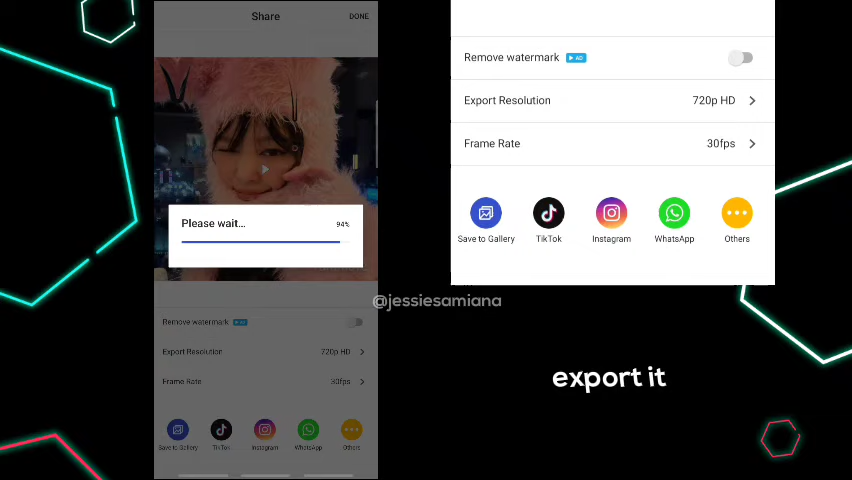 Share
DONE
Please wait...
94%
Remove watermark AD
Export Resolution
720p HD
Frame Rate
30fps
Save to Gallery
TikTok
Instagram
WhatsApp
Others
Remove watermark AD
Export Resolution
720p HD
Frame Rate
30fps
Save to Gallery
TikTok
Instagram
WhatsApp
Others
@jessiesamiana
export it